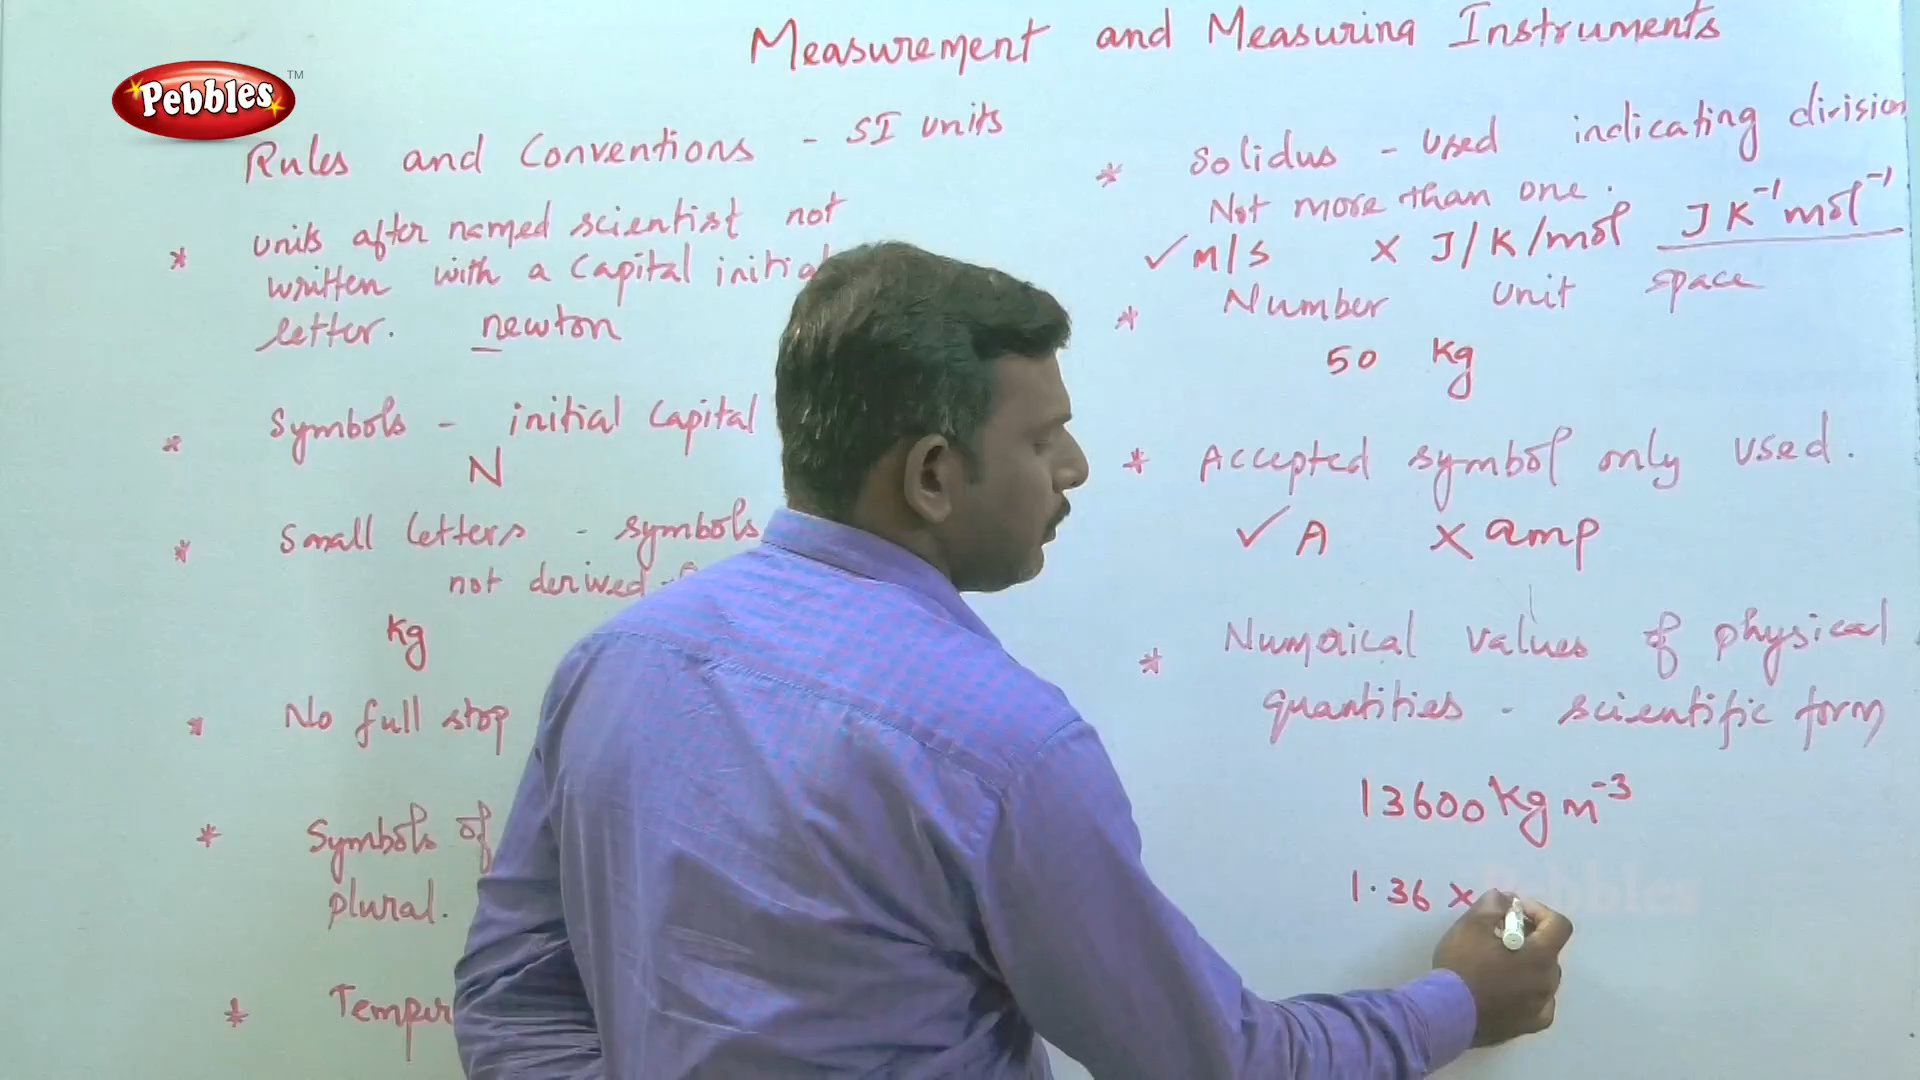 Measurement and Measuring Instruments
Pebbles™
Rules and Conventions - SI units
* units after named scientist not
written with a capital initial
letter. newton
* Symbols - initial capital
N
* Small letters - symbols
not derived
kg
* No full stop
* Symbols of
plural.
* Temper
* Solidus - used indicating division
Not more than one.
✓ m/s × J/K/mol J K⁻¹ mol⁻¹
* Number unit space
50 kg
* Accepted symbol only used.
✓ A × amp
* Numerical values of physical
quantities - scientific form
13600 kg m⁻³
1.36 ×
Pebbles